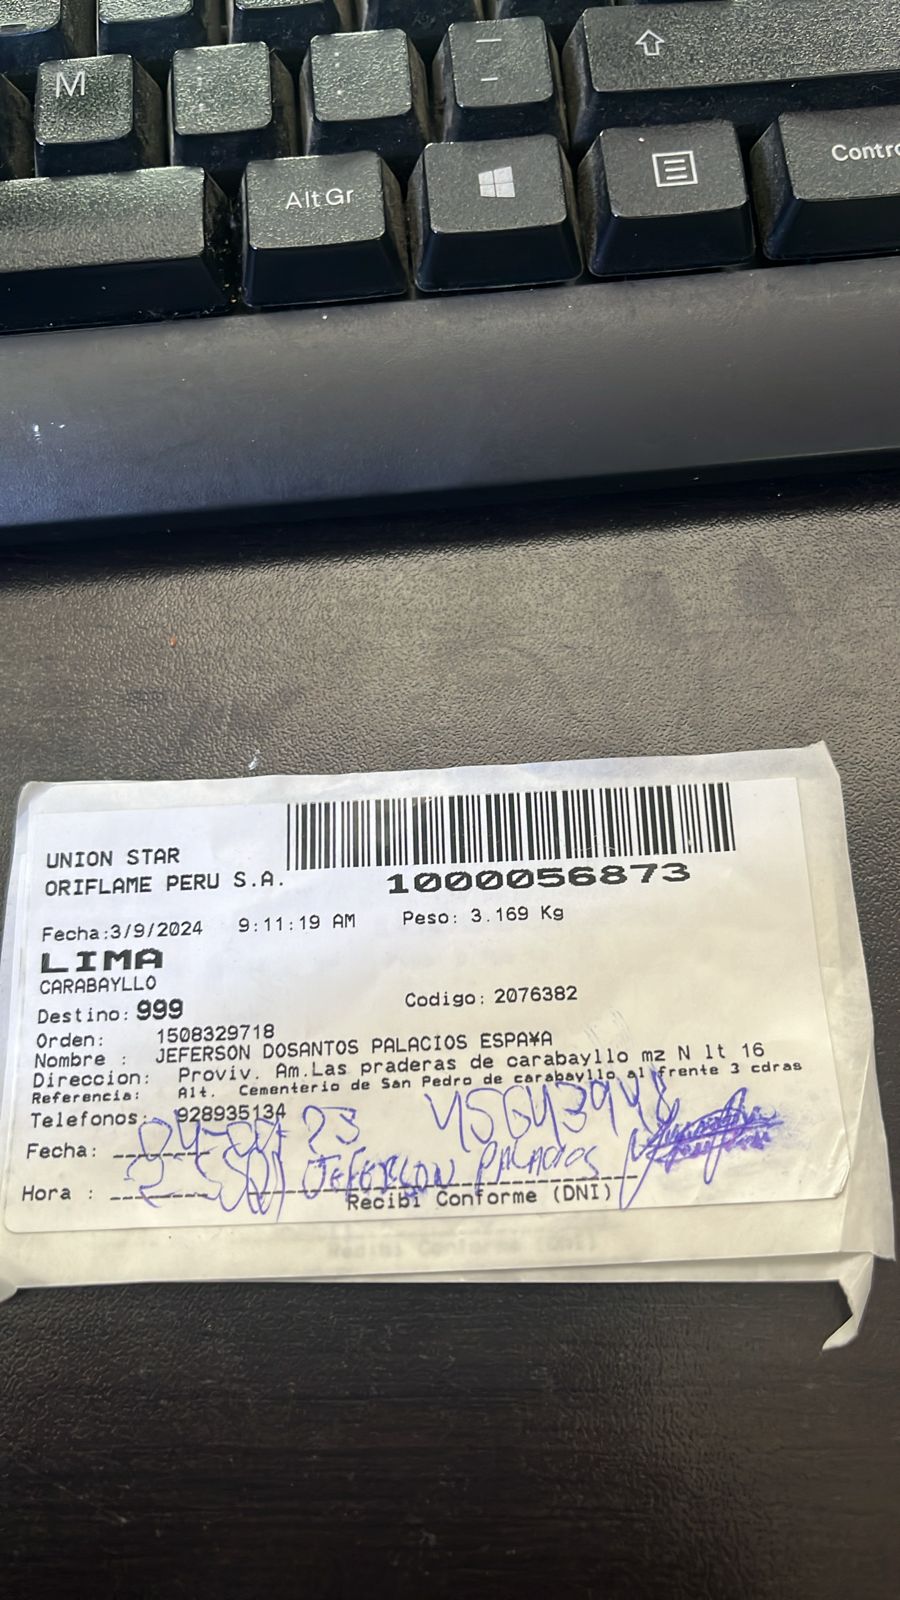 M
Alt Gr
Contro
UNION STAR
ORIFLAME PERU S.A.
1000056873
Fecha:3/9/2024 9:11:19 AM Peso: 3.169 Kg
LIMA
CARABAYLLO
Destino: 999 Codigo: 2076382
Orden: 1508329718
Nombre : JEFERSON DOSANTOS PALACIOS ESPA¥A
Direccion: Proviv. Am.Las praderas de carabayllo mz N lt 16
Referencia: Alt. Cementerio de San Pedro de carabayllo al frente 3 cdras
Telefonos: 928935134
Fecha:
Hora : JEFERSON PALACIOS
Recibi Conforme (DNI)